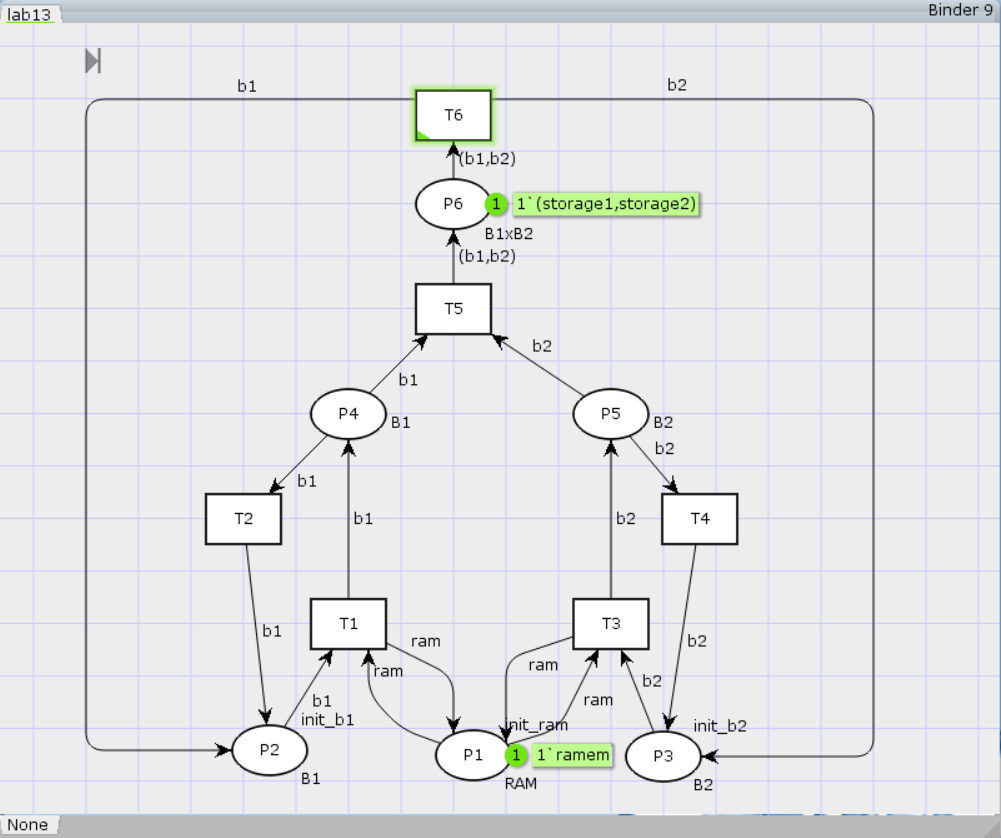 lab13
Binder 9
b1
b2
T6
(b1,b2)
P6
1
1`(storage1,storage2)
B1xB2
(b1,b2)
T5
b2
b1
P4
B1
P5
B2
b2
b1
T2
b1
b2
T4
T1
T3
b1
ram
b2
ram
ram
b2
b1
ram
init_b1
init_ram
init_b2
P2
P1
1
1`ramem
P3
B1
RAM
B2
None